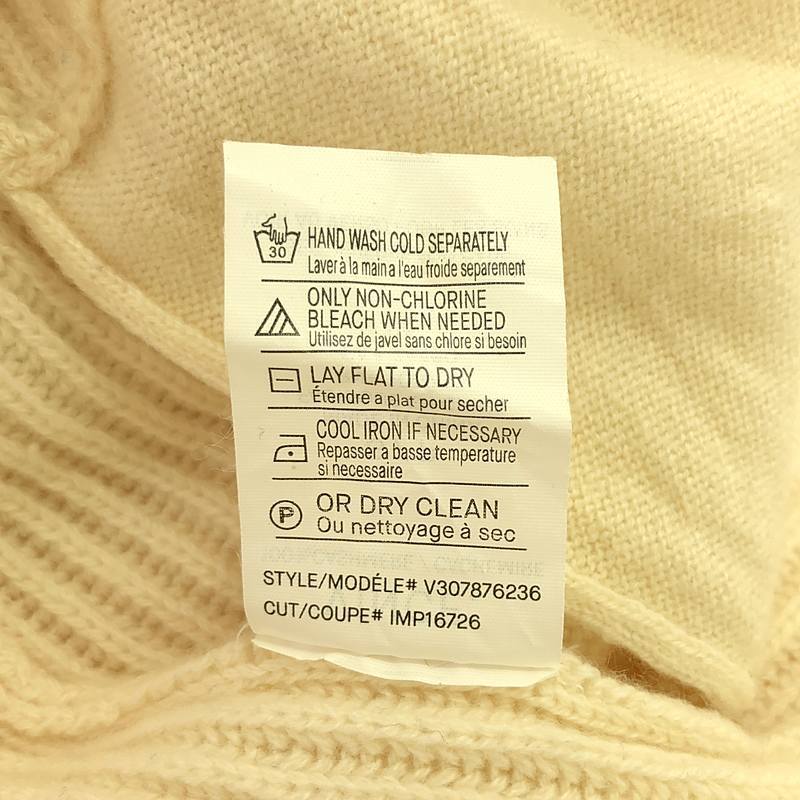 30
HAND WASH COLD SEPARATELY
Laver à la main a l'eau froide separement
ONLY NON-CHLORINE
BLEACH WHEN NEEDED
Utilisez de javel sans chlore si besoin
LAY FLAT TO DRY
Étendre a plat pour secher
COOL IRON IF NECESSARY
Repasser a basse temperature
si necessaire
P
OR DRY CLEAN
Ou nettoyage à sec
STYLE/MODÉLE# V307876236
CUT/COUPE# IMP16726